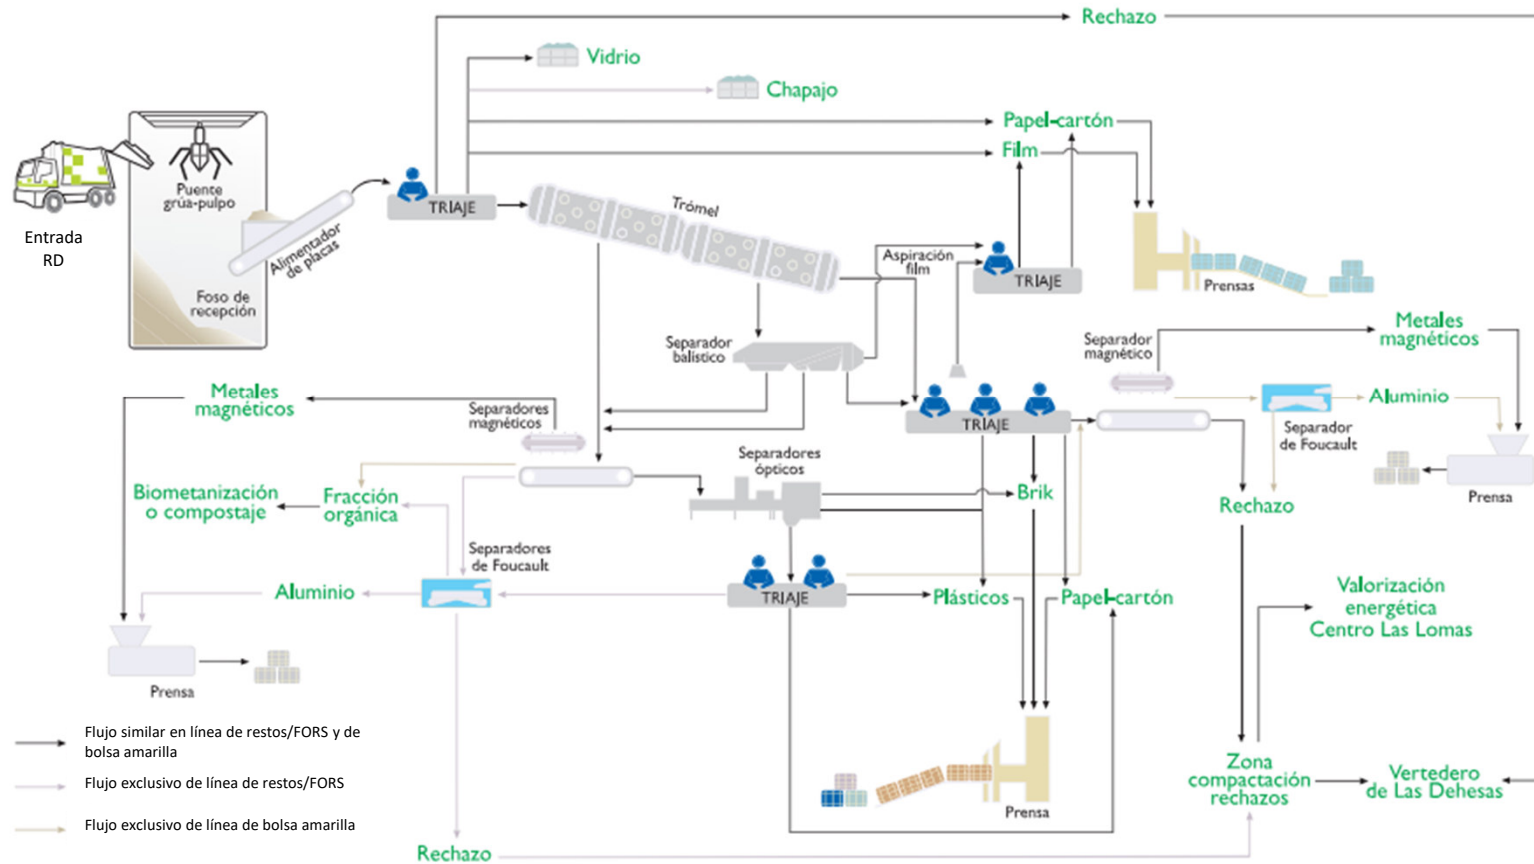 Rechazo
Vidrio
Chapajo
Papel-cartón
Film
Puente
grúa-pulpo
TRIAJE
Trómel
Entrada
RD
Alimentador
de placas
Foso de
recepción
Aspiración
film
TRIAJE
Prensas
Separador
balístico
Separador
magnético
Metales
magnéticos
Metales
magnéticos
Separadores
magnéticos
TRIAJE
Aluminio
Separador
de Foucault
Separadores
ópticos
Prensa
Biometanización
o compostaje
Fracción
orgánica
Brik
Rechazo
Separadores
de Foucault
Aluminio
TRIAJE
Plásticos
Papel-cartón
Valorización
energética
Centro Las Lomas
Prensa
Flujo similar en línea de restos/FORS y de
bolsa amarilla
Flujo exclusivo de línea de restos/FORS
Flujo exclusivo de línea de bolsa amarilla
Zona
compactación
rechazos
Vertedero
de Las Dehesas
Prensa
Rechazo